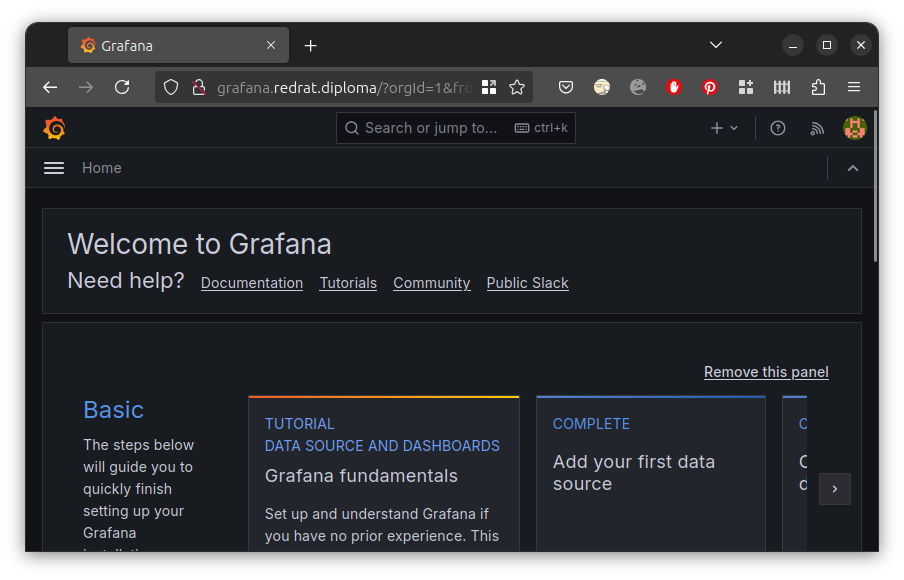 Grafana
grafana.redrat.diploma/?orgId=1&fro
Search or jump to...
ctrl+k
Home
Welcome to Grafana
Need help? Documentation Tutorials Community Public Slack
Remove this panel
Basic
The steps below
will guide you to
quickly finish
setting up your
Grafana
TUTORIAL
DATA SOURCE AND DASHBOARDS
Grafana fundamentals
Set up and understand Grafana if
you have no prior experience. This
COMPLETE
Add your first data
source